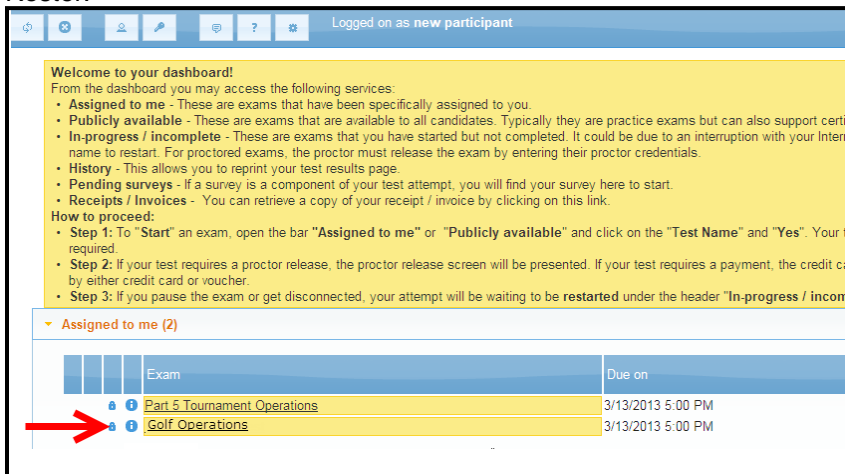 Logged on as new participant
Welcome to your dashboard!
From the dashboard you may access the following services:
• Assigned to me - These are exams that have been specifically assigned to you.
• Publicly available - These are exams that are available to all candidates. Typically they are practice exams but can also support certi
• In-progress / incomplete - These are exams that you have started but not completed. It could be due to an interruption with your Inter
name to restart. For proctored exams, the proctor must release the exam by entering their proctor credentials.
• History - This allows you to reprint your test results page.
• Pending surveys - If a survey is a component of your test attempt, you will find your survey here to start.
• Receipts / Invoices - You can retrieve a copy of your receipt / invoice by clicking on this link.
How to proceed:
• Step 1: To "Start" an exam, open the bar "Assigned to me" or "Publicly available" and click on the "Test Name" and "Yes". Your t
required.
• Step 2: If your test requires a proctor release, the proctor release screen will be presented. If your test requires a payment, the credit ca
by either credit card or voucher.
• Step 3: If you pause the exam or get disconnected, your attempt will be waiting to be restarted under the header "In-progress / incom
Assigned to me (2)
Exam Due on
Part 5 Tournament Operations 3/13/2013 5:00 PM
Golf Operations 3/13/2013 5:00 PM